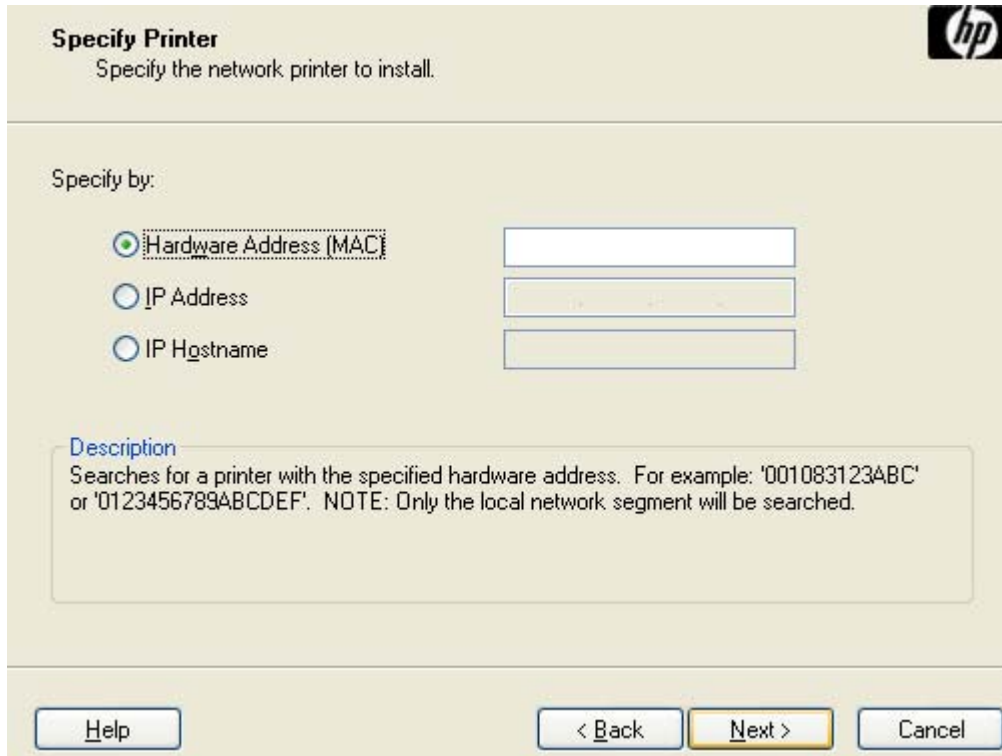 Specify Printer
hp
Specify the network printer to install.
Specify by:
Hardware Address (MAC)
IP Address
. . .
IP Hostname
Description
Searches for a printer with the specified hardware address. For example: '001083123ABC'
or '0123456789ABCDEF'. NOTE: Only the local network segment will be searched.
Help
< Back
Next >
Cancel